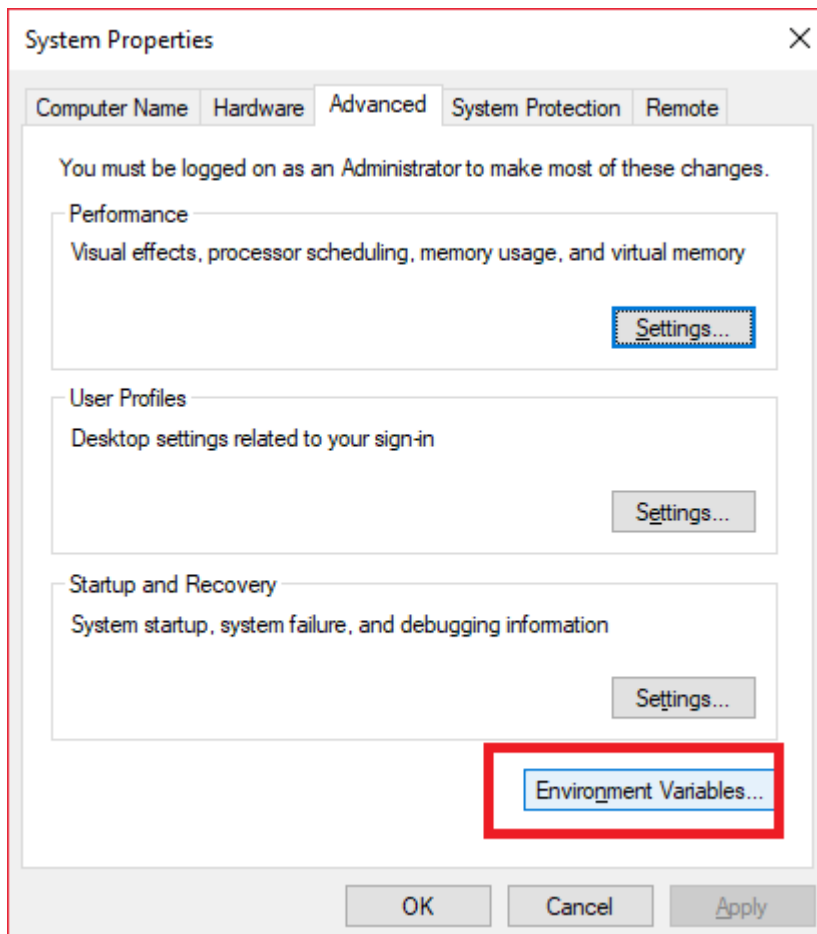 System Properties
Computer Name Hardware Advanced System Protection Remote
You must be logged on as an Administrator to make most of these changes.
Performance
Visual effects, processor scheduling, memory usage, and virtual memory
Settings...
User Profiles
Desktop settings related to your sign-in
Settings...
Startup and Recovery
System startup, system failure, and debugging information
Settings...
Environment Variables...
OK Cancel Apply